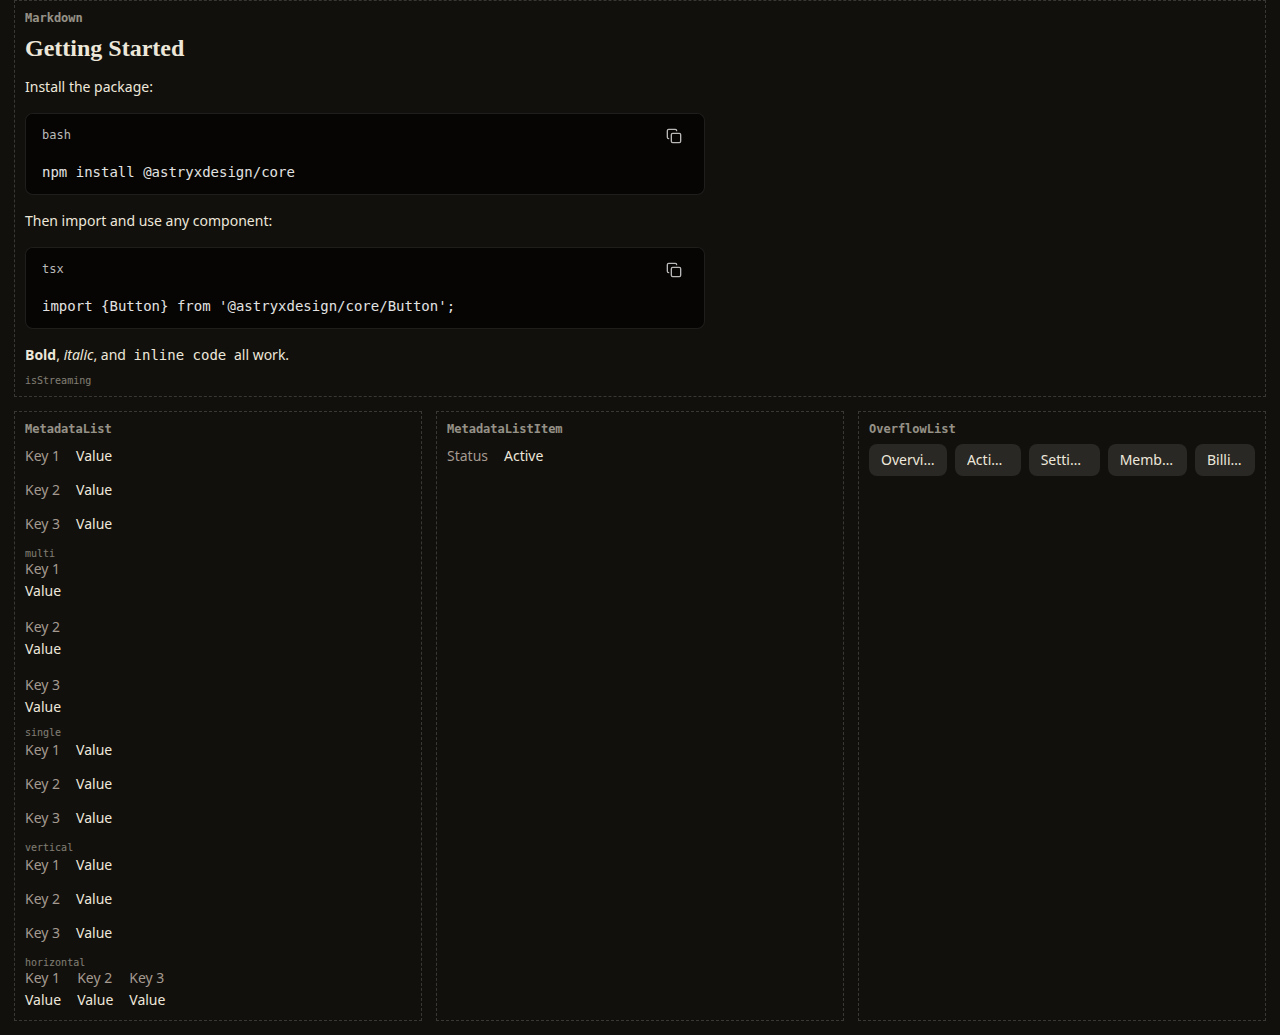 Markdown
Getting Started
Install the package:
bash
npm install @astryxdesign/core
Then import and use any component:
tsx
import {Button} from '@astryxdesign/core/Button';
Bold, Italic, and inline code all work.
isStreaming
MetadataList
Key 1 Value
Key 2 Value
Key 3 Value
multi
Key 1
Value
Key 2
Value
Key 3
Value
single
Key 1 Value
Key 2 Value
Key 3 Value
vertical
Key 1 Value
Key 2 Value
Key 3 Value
horizontal
Key 1 Key 2 Key 3
Value Value Value
MetadataListItem
Status Active
OverflowList
Overvi... Acti... Setti... Memb... Billi...